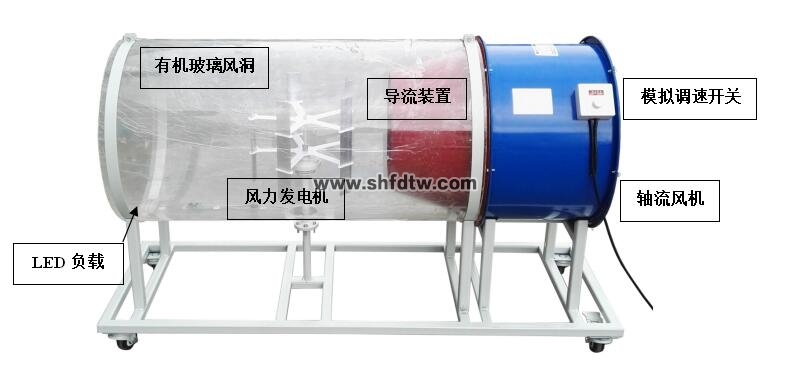 有机玻璃风洞
导流装置
模拟调速开关
www.shfdtw.com
风力发电机
轴流风机
LED 负载